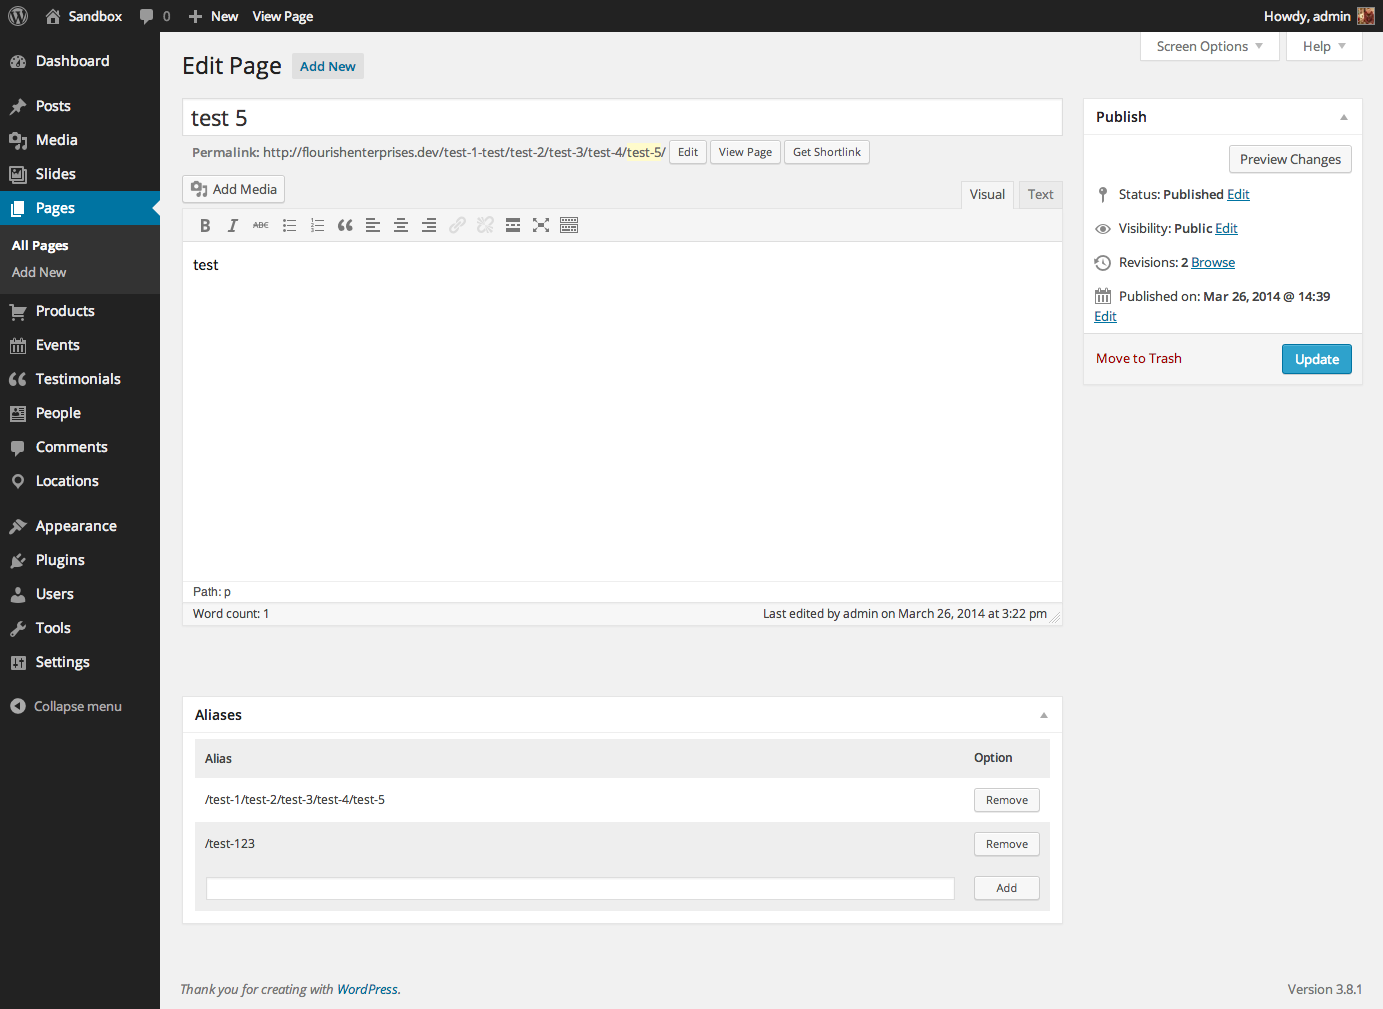 Sandbox 0 New View Page Howdy, admin
Screen Options Help
Dashboard
Posts
Media
Slides
Pages
All Pages
Add New
Products
Events
Testimonials
People
Comments
Locations
Appearance
Plugins
Users
Tools
Settings
Collapse menu
Edit Page Add New
test 5
Permalink: http://flourishenterprises.dev/test-1-test/test-2/test-3/test-4/test-5/ Edit View Page Get Shortlink
Add Media Visual Text
B I ABC
test
Path: p
Word count: 1 Last edited by admin on March 26, 2014 at 3:22 pm
Publish
Preview Changes
Status: Published Edit
Visibility: Public Edit
Revisions: 2 Browse
Published on: Mar 26, 2014 @ 14:39
Edit
Move to Trash Update
Aliases
Alias Option
/test-1/test-2/test-3/test-4/test-5 Remove
/test-123 Remove
Add
Thank you for creating with WordPress. Version 3.8.1